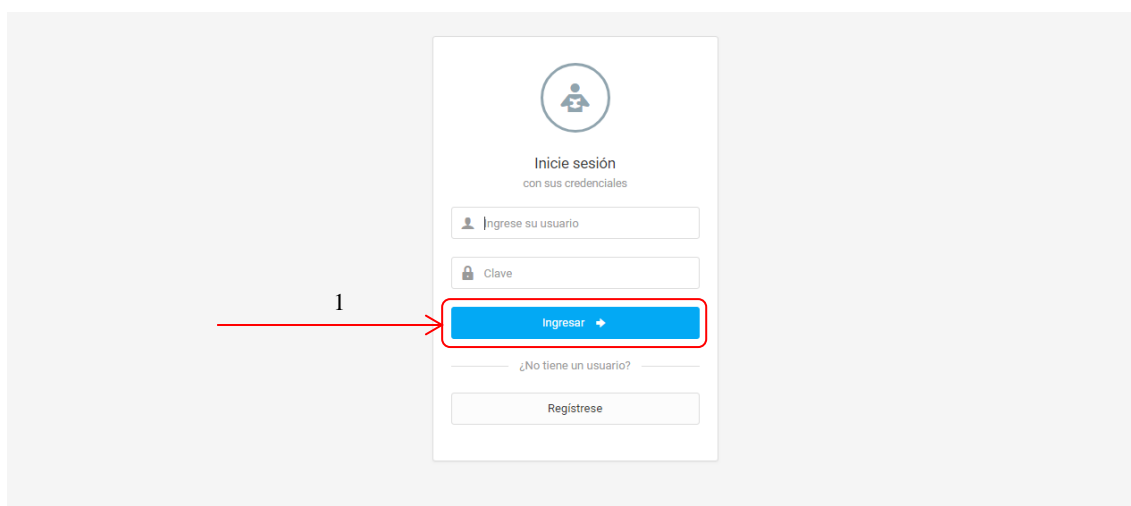 Inicie sesión
con sus credenciales
Ingrese su usuario
Clave
1
Ingresar
¿No tiene un usuario?
Regístrese